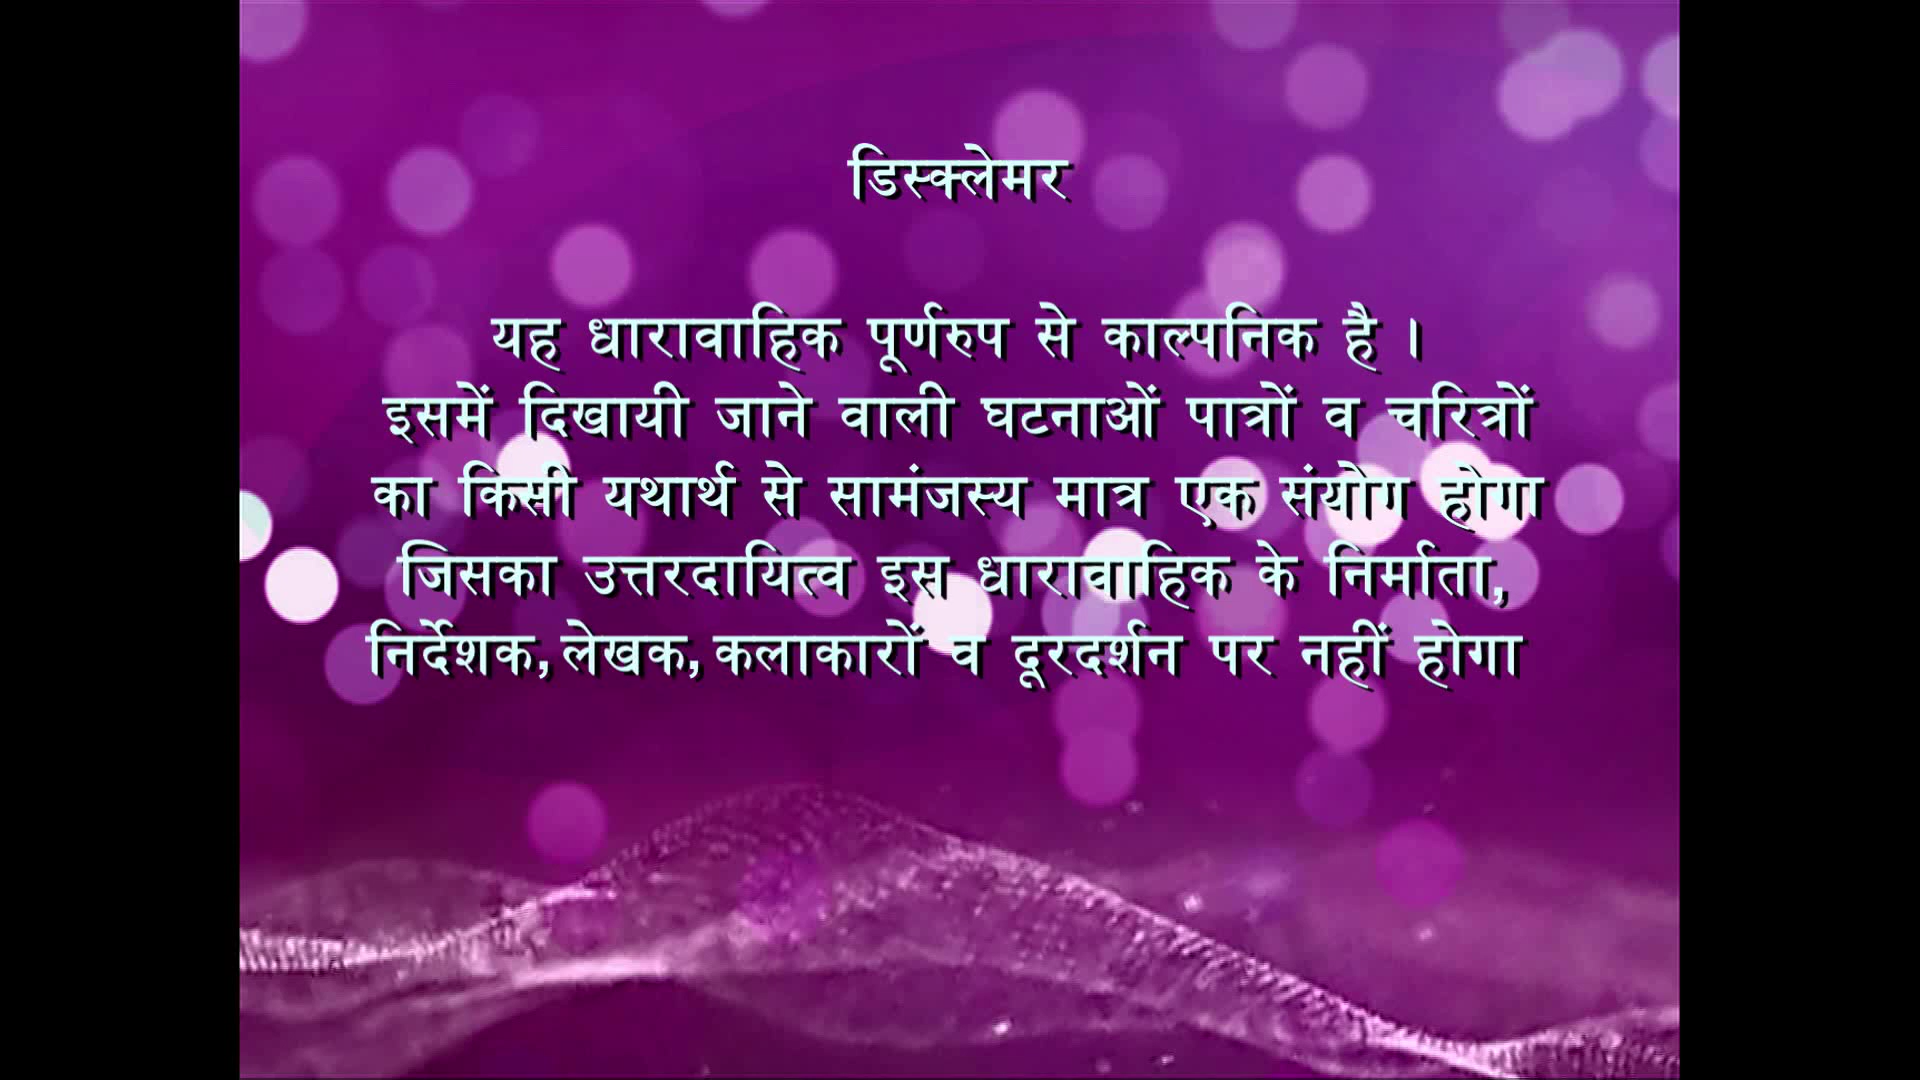 डिस्क्लेमर
यह धारावाहिक पूर्णरुप से काल्पनिक है ।
इसमें दिखायी जाने वाली घटनाओं पात्रों व चरित्रों
का किसी यथार्थ से सामंजस्य मात्र एक संयोग होगा
जिसका उत्तरदायित्व इस धारावाहिक के निर्माता,
निर्देशक, लेखक, कलाकारों व दूरदर्शन पर नहीं होगा